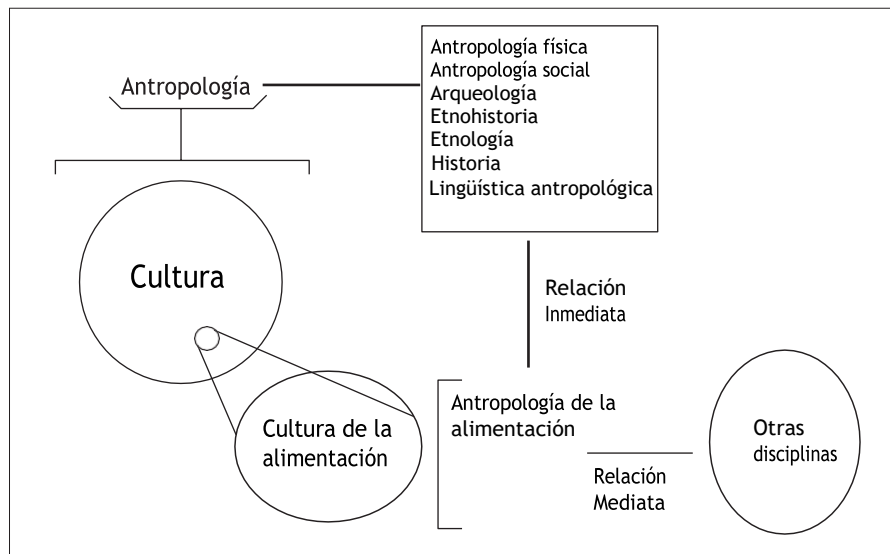 Antropología
Antropología física
Antropología social
Arqueología
Etnohistoria
Etnología
Historia
Lingüística antropológica
Cultura
Relación
Inmediata
Cultura de la
alimentación
Antropología de la
alimentación
Relación
Mediata
Otras
disciplinas